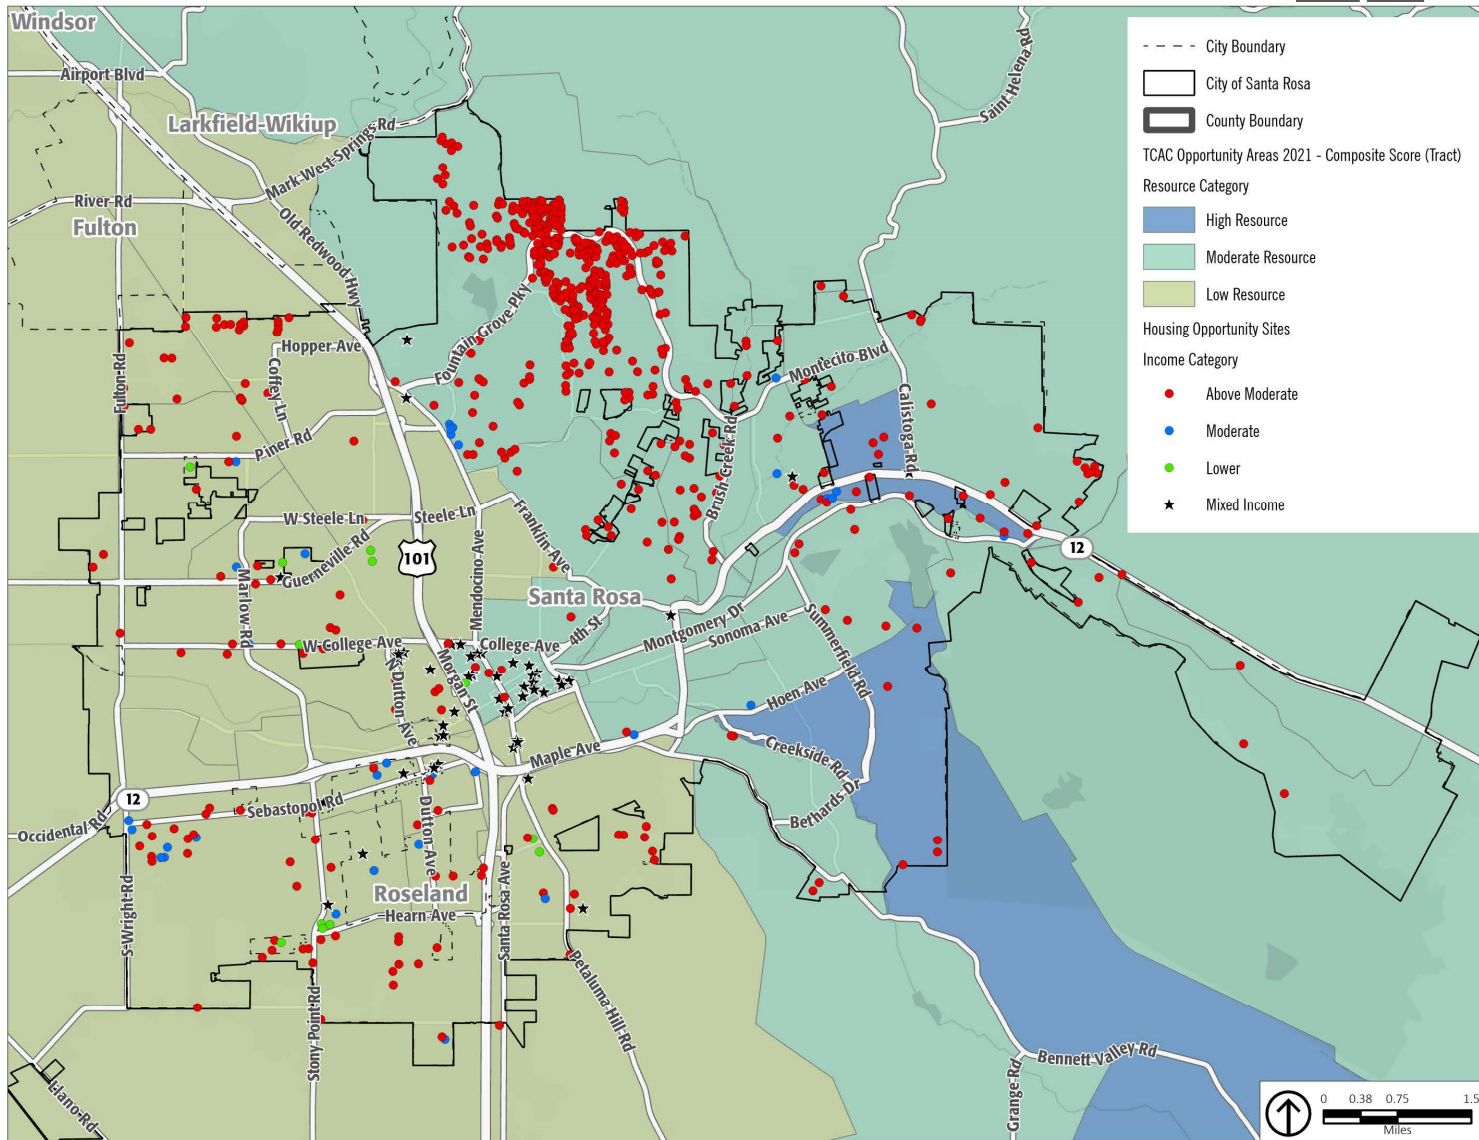 Windsor
Airport Blvd
Larkfield-Wikiup
Mark West Springs Rd
Saint Helena Rd
River Rd
Fulton
Old Redwood Hwy
Hopper Ave
Fountain Grove Pky
Fulton Rd
Coffey Ln
Piner Rd
Montecito Blvd
Calistoga Rd
Brush Creek Rd
W Steele Ln
Steele Ln
Franklin Ave
Guerneville Rd
101
Mendocino Ave
12
Marlow Rd
Santa Rosa
4th St
Montgomery Dr
Sonoma Ave
Summerfield Rd
W College Ave
College Ave
N Dutton Ave
Morgan St
Hoen Ave
Maple Ave
Creekside Rd
Bethards Dr
12
Sebastopol Rd
Occidental Rd
Dutton Ave
Roseland
Hearn Ave
Santa Rosa Ave
S Wright Rd
Stony Point Rd
Petaluma Hill Rd
Llano Rd
Grange Rd
Bennett Valley Rd
City Boundary
City of Santa Rosa
County Boundary
TCAC Opportunity Areas 2021 - Composite Score (Tract)
Resource Category
High Resource
Moderate Resource
Low Resource
Housing Opportunity Sites
Income Category
Above Moderate
Moderate
Lower
Mixed Income
0 0.38 0.75 1.5
Miles